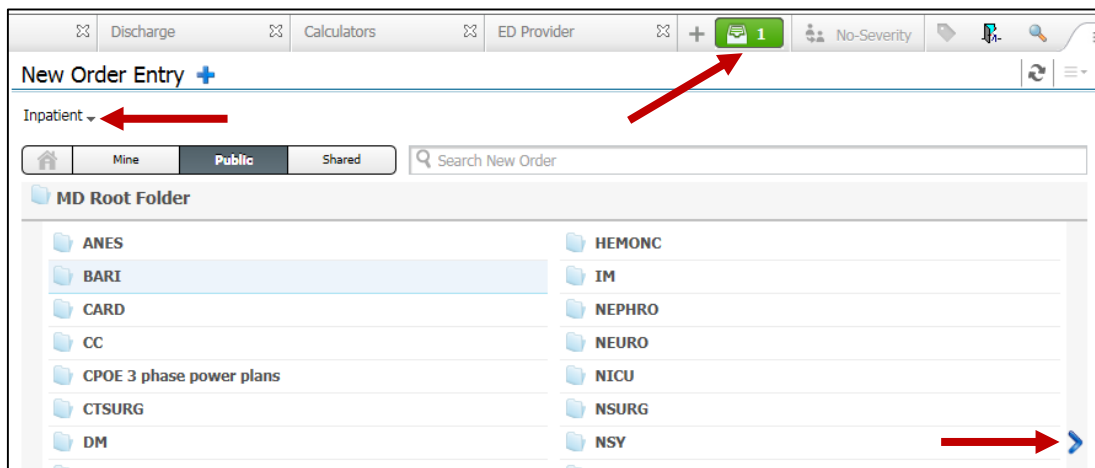 Discharge Calculators ED Provider 1 No-Severity
New Order Entry
Inpatient
Mine Public Shared Search New Order
MD Root Folder
ANES HEMONC
BARI IM
CARD NEPHRO
CC NEURO
CPOE 3 phase power plans NICU
CTSURG NSURG
DM NSY